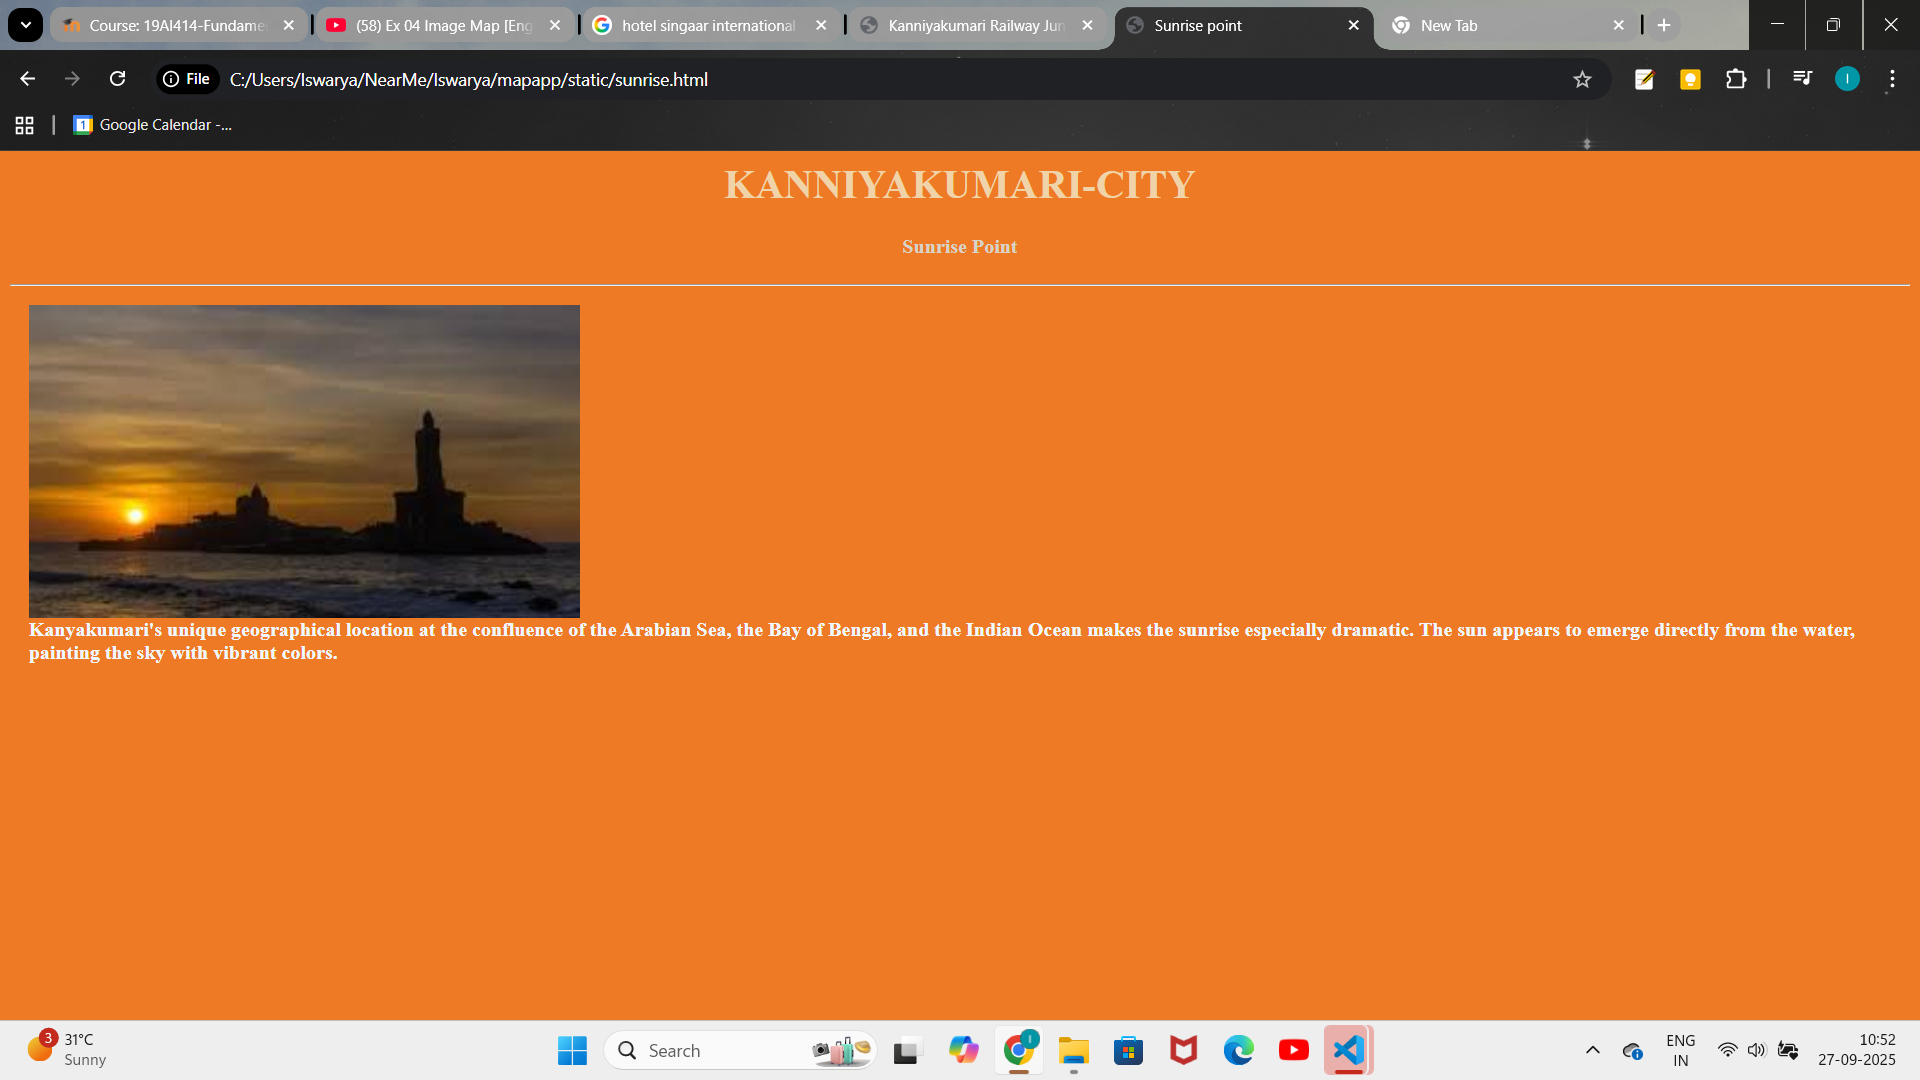 Course: 19AI414-Fundame
(58) Ex 04 Image Map [Eng
hotel singaar international
Kanniyakumari Railway Jun
Sunrise point
New Tab
File
C:/Users/Iswarya/NearMe/Iswarya/mapapp/static/sunrise.html
I
1
Google Calendar -...
KANNIYAKUMARI-CITY
Sunrise Point
Kanyakumari's unique geographical location at the confluence of the Arabian Sea, the Bay of Bengal, and the Indian Ocean makes the sunrise especially dramatic. The sun appears to emerge directly from the water,
painting the sky with vibrant colors.
3
31°C
Sunny
Search
I
ENG
IN
10:52
27-09-2025